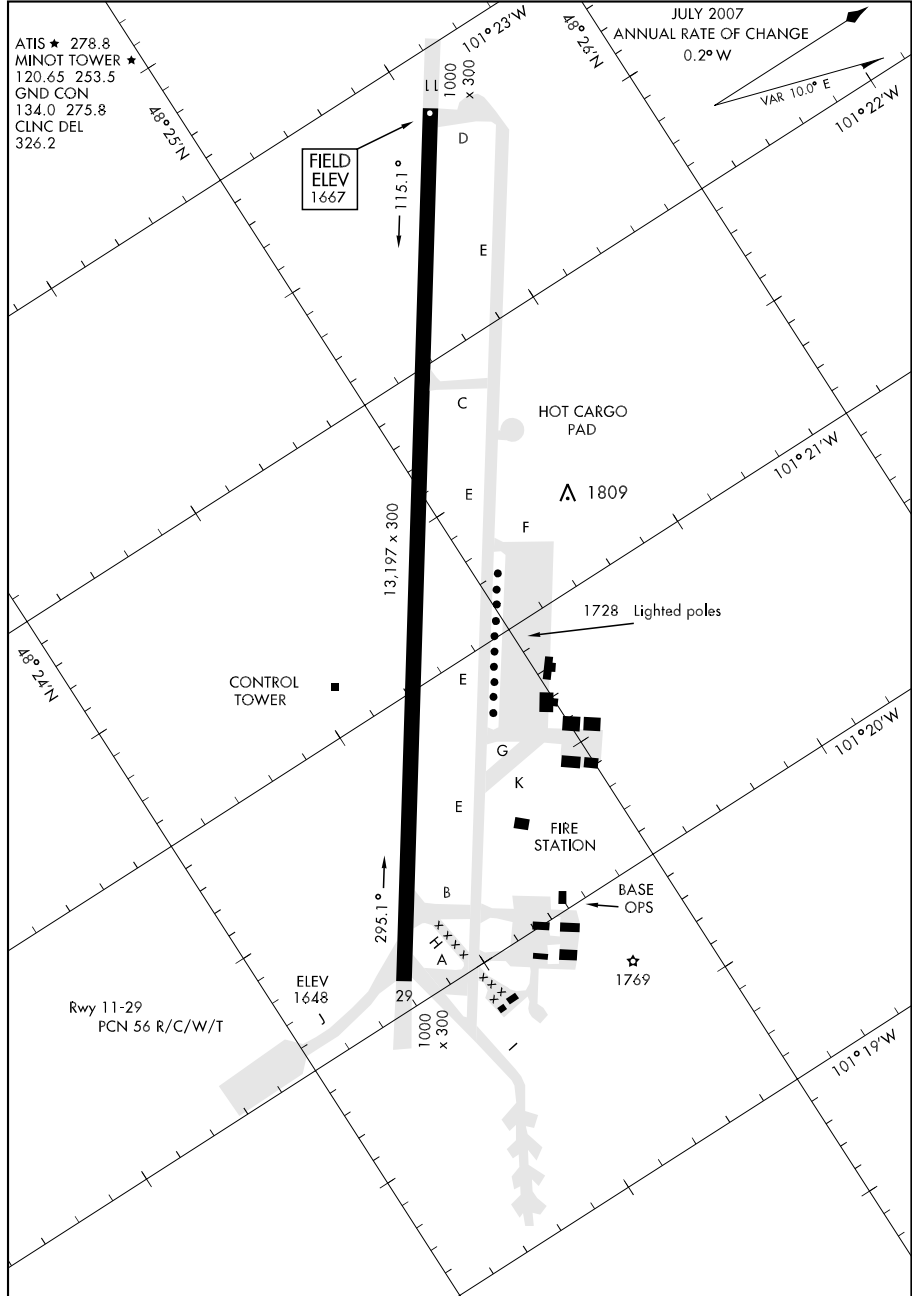 ATIS ★ 278.8
MINOT TOWER ★
120.65 253.5
GND CON
134.0 275.8
CLNC DEL
326.2
JULY 2007
ANNUAL RATE OF CHANGE
0.2° W
VAR 10.0° E
101° 23'W
48° 26'N
101° 22'W
48° 25'N
11
1000
x 300
FIELD
ELEV
1667
115.1°
D
E
C
HOT CARGO
PAD
101° 21'W
E
1809
F
13,197 x 300
1728 Lighted poles
48° 24'N
CONTROL
TOWER
E
101° 20'W
G
K
E
FIRE
STATION
295.1°
B
BASE
OPS
x x x x
H
A
x x x
1769
ELEV
1648
29
J
Rwy 11-29
PCN 56 R/C/W/T
1000
x 300
I
101° 19'W